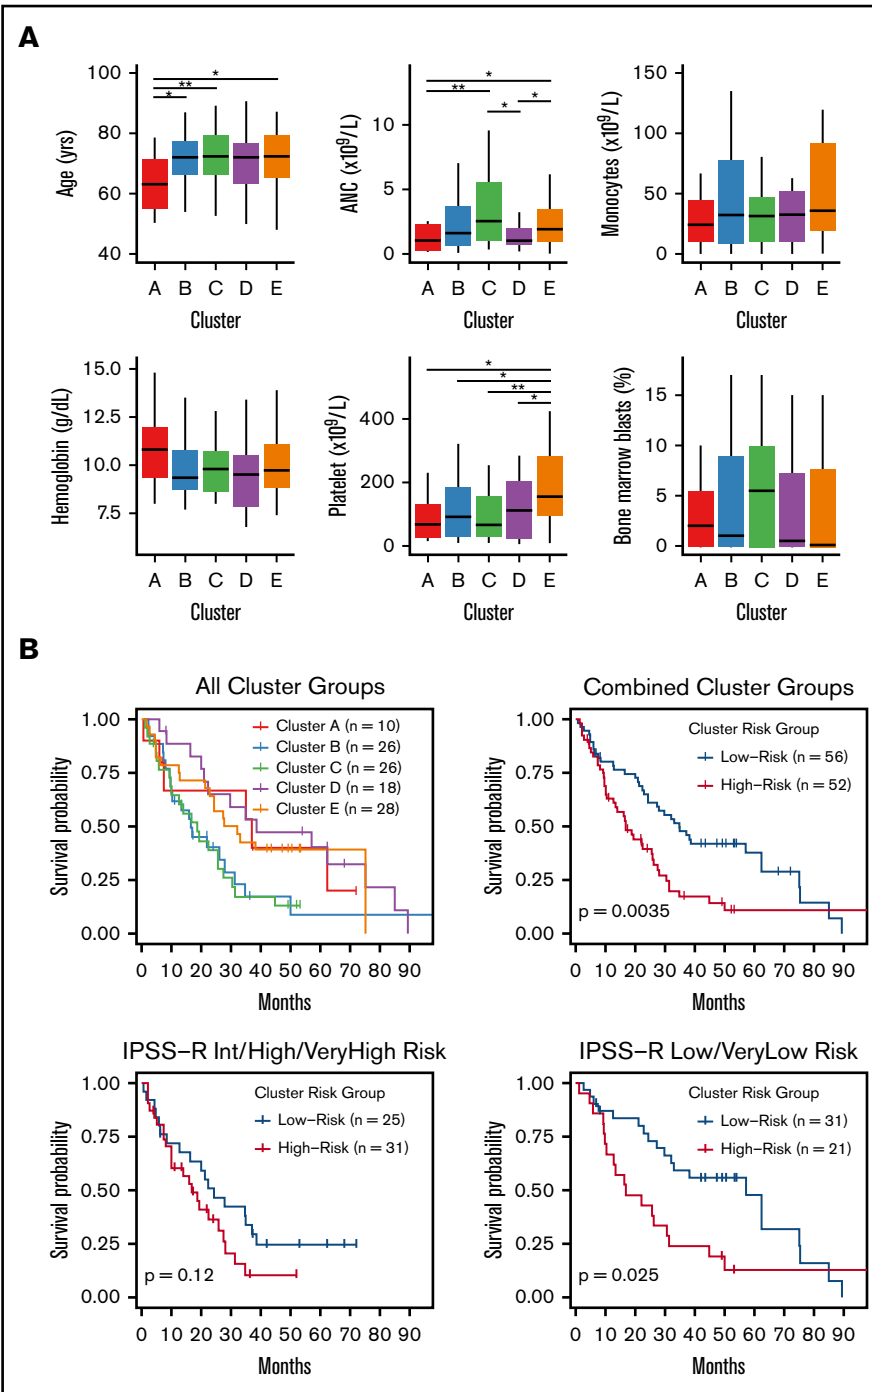 A
Age (yrs)
100
80
60
40
*
**
*
A B C D E
Cluster
ANC (x10⁹/L)
10
5
0
*
**
*
*
A B C D E
Cluster
Monocytes (x10⁹/L)
150
100
50
0
A B C D E
Cluster
Hemoglobin (g/dL)
15.0
12.5
10.0
7.5
A B C D E
Cluster
Platelet (x10⁹/L)
400
200
0
*
*
**
*
A B C D E
Cluster
Bone marrow blasts (%)
15
10
5
0
A B C D E
Cluster
B
All Cluster Groups
Survival probability
1.00
0.75
0.50
0.25
0.00
Cluster A (n = 10)
Cluster B (n = 26)
Cluster C (n = 26)
Cluster D (n = 18)
Cluster E (n = 28)
0 10 20 30 40 50 60 70 80 90
Months
Combined Cluster Groups
Survival probability
1.00
0.75
0.50
0.25
0.00
Cluster Risk Group
Low–Risk (n = 56)
High–Risk (n = 52)
p = 0.0035
0 10 20 30 40 50 60 70 80 90
Months
IPSS–R Int/High/VeryHigh Risk
Survival probability
1.00
0.75
0.50
0.25
0.00
Cluster Risk Group
Low–Risk (n = 25)
High–Risk (n = 31)
p = 0.12
0 10 20 30 40 50 60 70 80 90
Months
IPSS–R Low/VeryLow Risk
Survival probability
1.00
0.75
0.50
0.25
0.00
Cluster Risk Group
Low–Risk (n = 31)
High–Risk (n = 21)
p = 0.025
0 10 20 30 40 50 60 70 80 90
Months